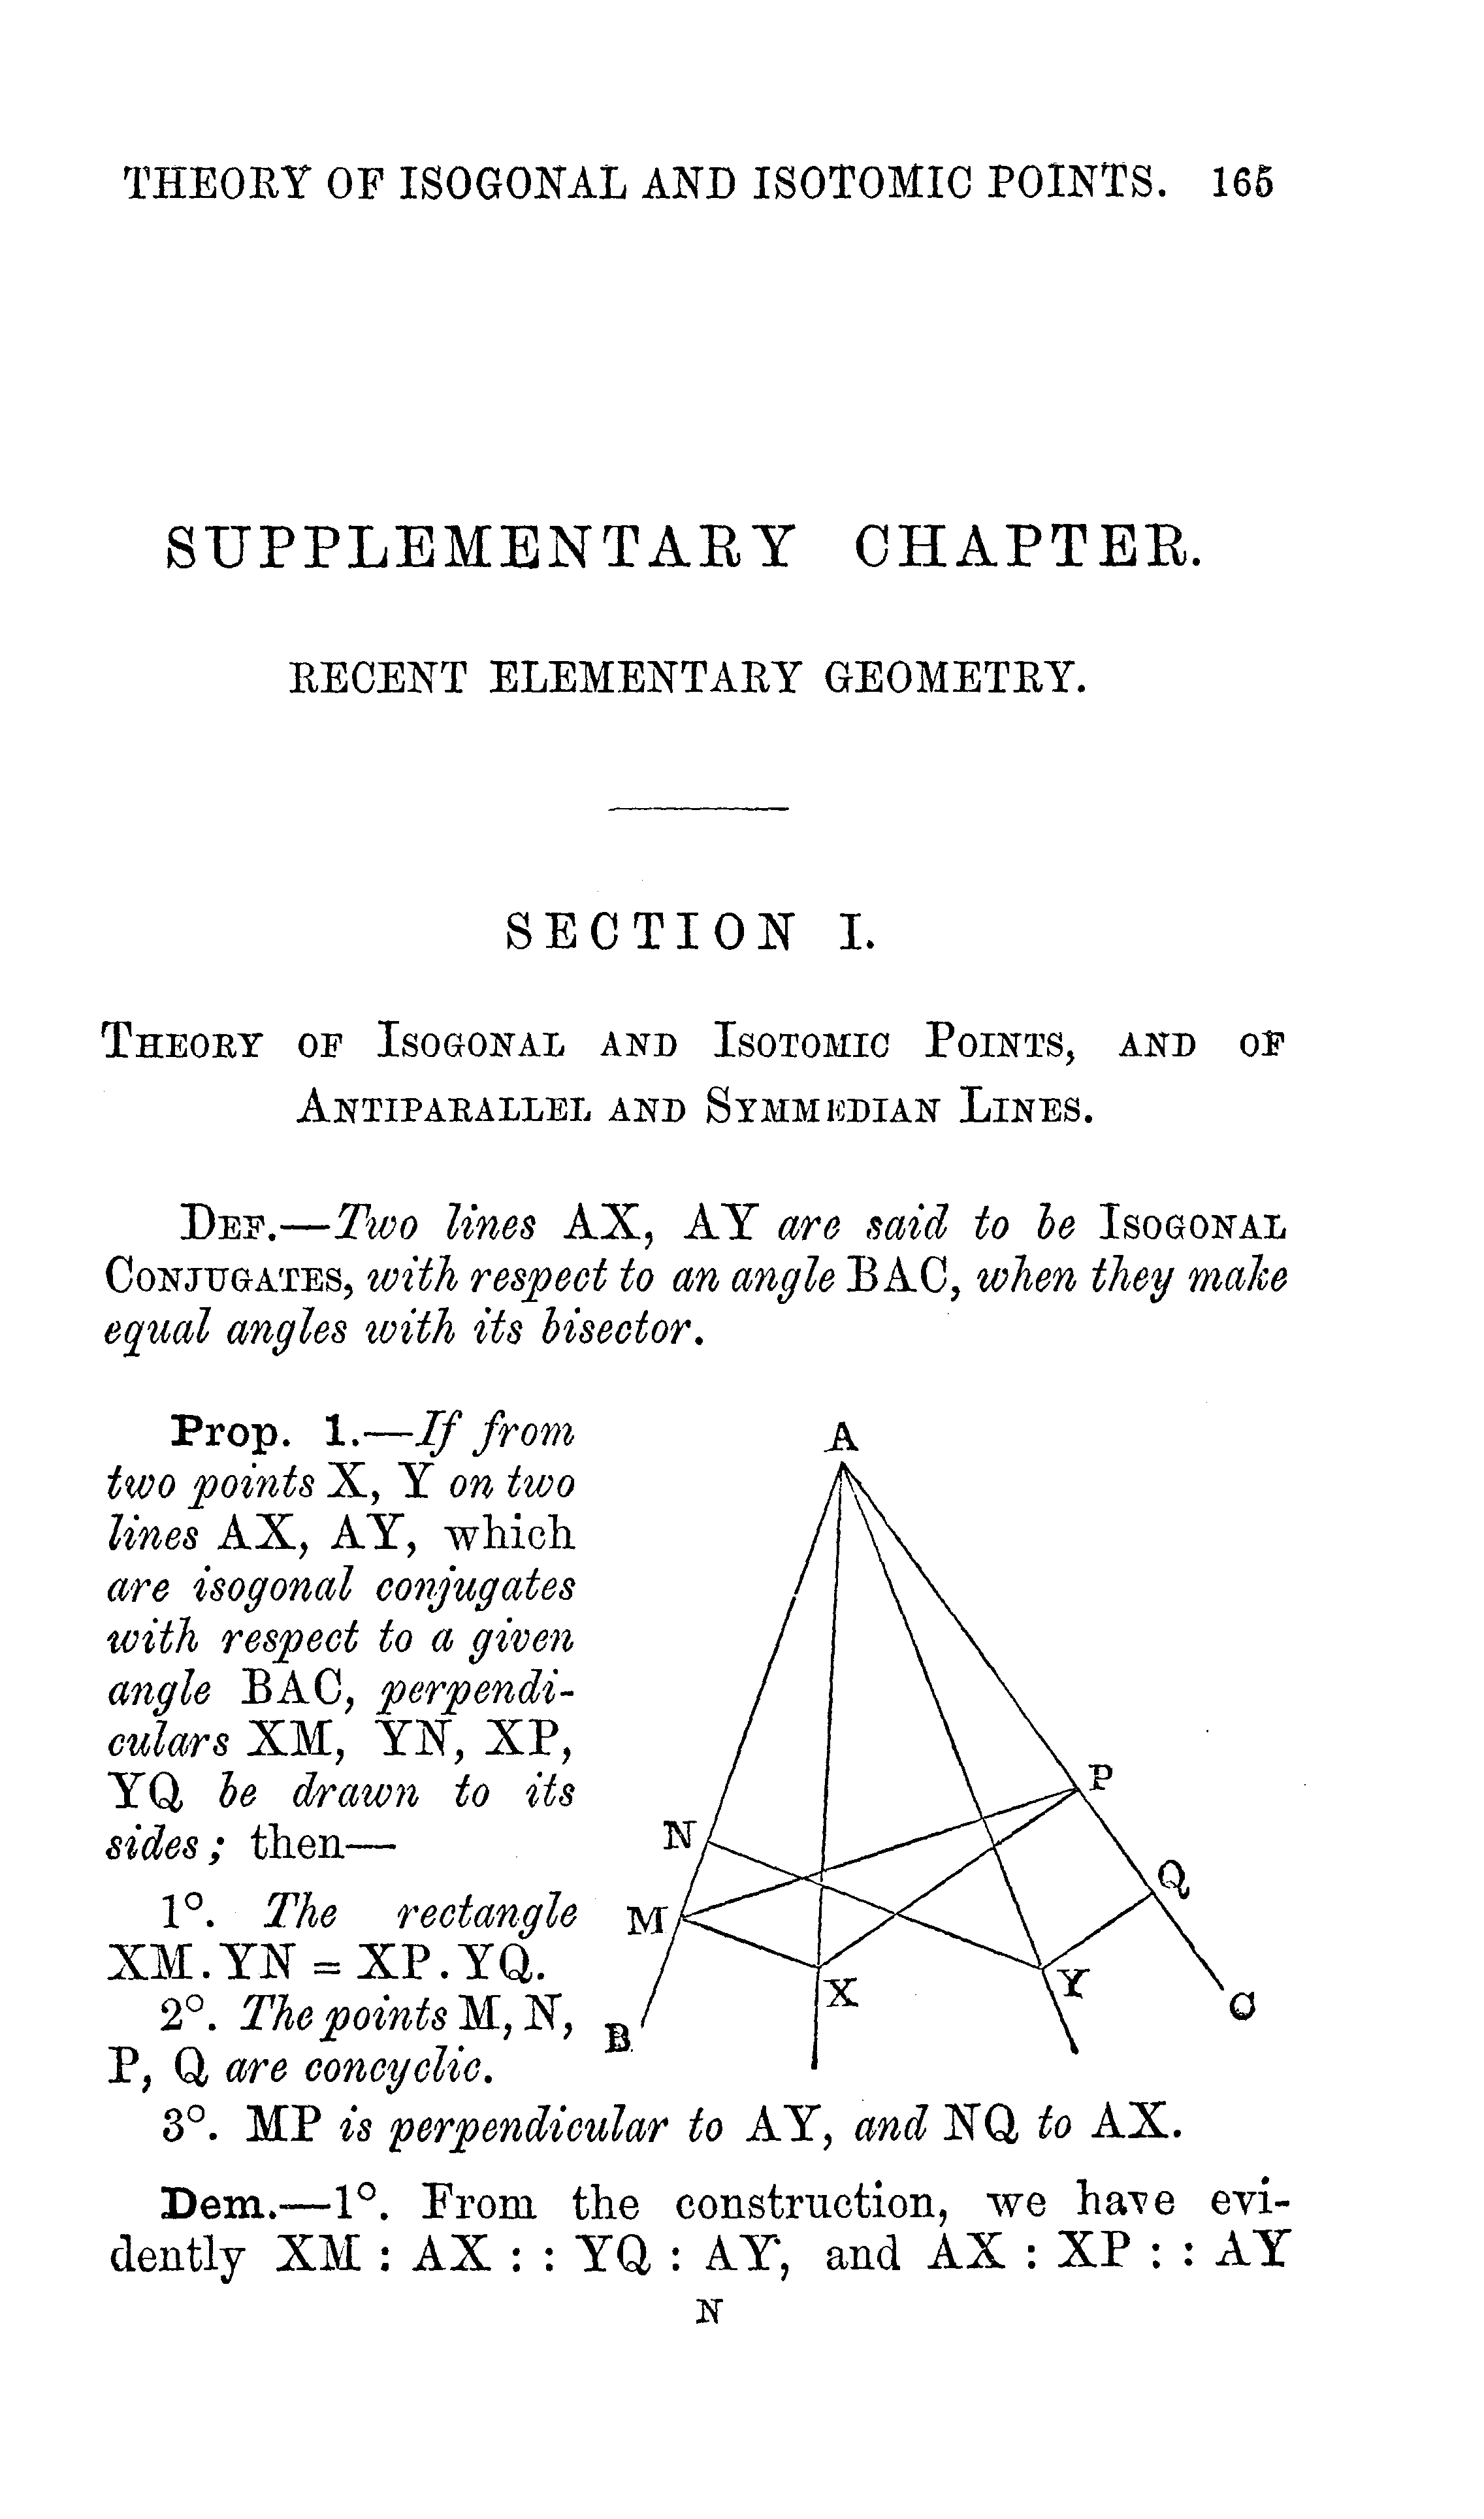 THEORY OF ISOGONAL AND ISOTOMIC POINTS. 165
SUPPLEMENTARY CHAPTER.
RECENT ELEMENTARY GEOMETRY.
SECTION I.
THEORY OF ISOGONAL AND ISOTOMIC POINTS, AND OF
ANTIPARALLEL AND SYMMEDIAN LINES.
DEF.—Two lines AX, AY are said to be ISOGONAL
CONJUGATES, with respect to an angle BAC, when they make
equal angles with its bisector.
Prop. 1.—If from
two points X, Y on two
lines AX, AY, which
are isogonal conjugates
with respect to a given
angle BAC, perpendi-
culars XM, YN, XP,
YQ be drawn to its
sides; then—
1°. The rectangle
XM.YN = XP.YQ.
2°. The points M, N,
P, Q are concyclic.
A
P
N
Q
M
X
Y
C
B
3°. MP is perpendicular to AY, and NQ to AX.
Dem.—1°. From the construction, we have evi-
dently XM : AX : : YQ : AY, and AX : XP : : AY
N